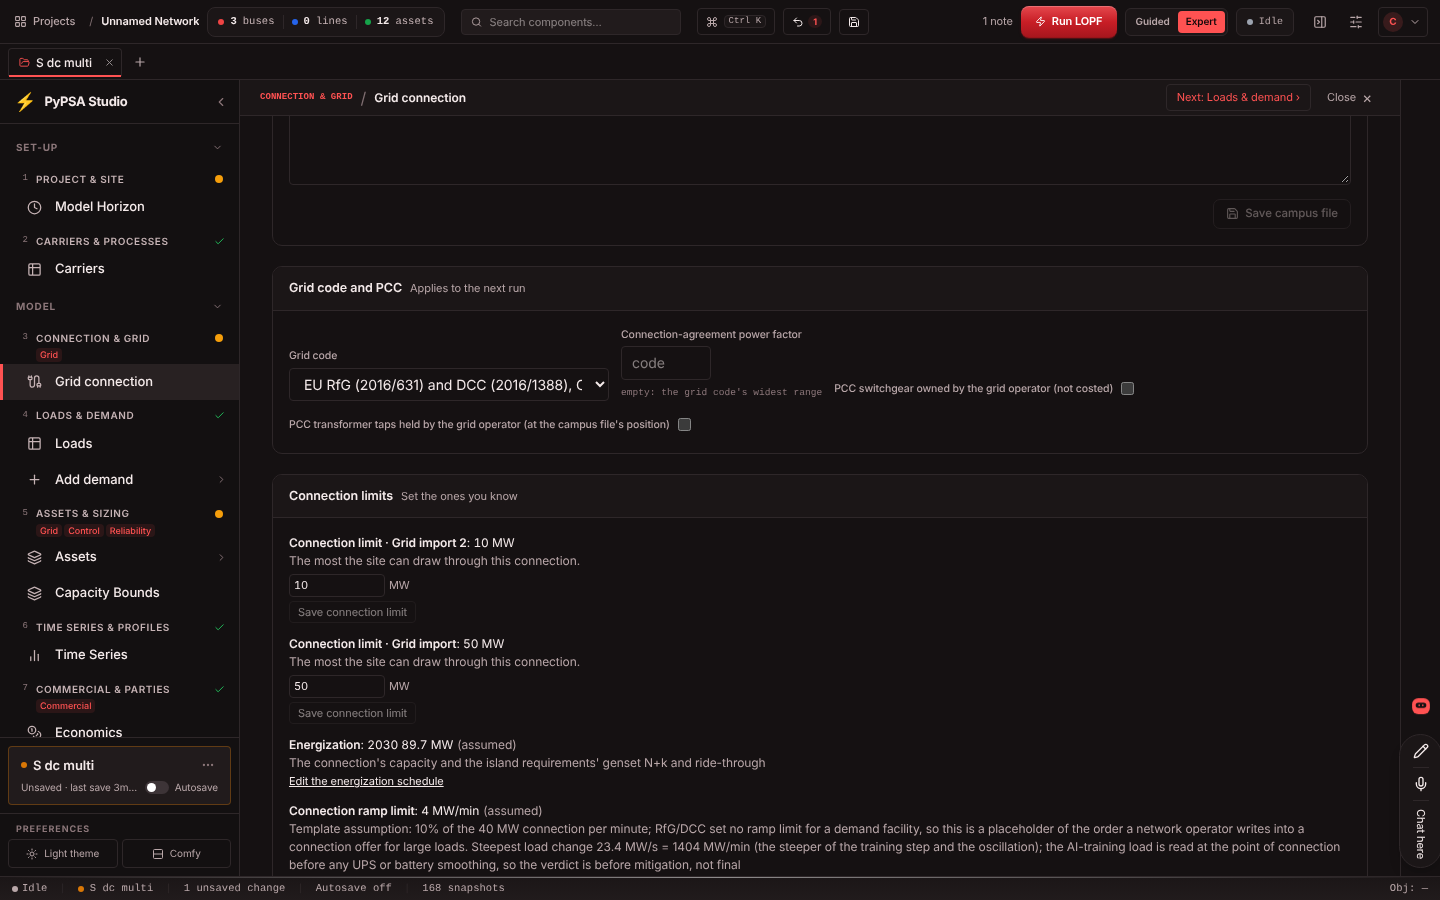 Projects / Unnamed Network
3 buses 0 lines 12 assets
Search components...
Ctrl K
1
1 note
Run LOPF
Guided Expert
Idle
C
S dc multi
PyPSA Studio
CONNECTION & GRID / Grid connection
Next: Loads & demand ›
Close
SET-UP
1 PROJECT & SITE
Model Horizon
2 CARRIERS & PROCESSES
Carriers
MODEL
3 CONNECTION & GRID
Grid
Grid connection
4 LOADS & DEMAND
Loads
Add demand
5 ASSETS & SIZING
Grid Control Reliability
Assets
Capacity Bounds
6 TIME SERIES & PROFILES
Time Series
7 COMMERCIAL & PARTIES
Commercial
Economics
S dc multi
Unsaved · last save 3m... Autosave
PREFERENCES
Light theme Comfy
Save campus file
Grid code and PCC Applies to the next run
Connection-agreement power factor
Grid code
code
EU RfG (2016/631) and DCC (2016/1388), C
empty: the grid code's widest range
PCC switchgear owned by the grid operator (not costed)
PCC transformer taps held by the grid operator (at the campus file's position)
Connection limits Set the ones you know
Connection limit · Grid import 2: 10 MW
The most the site can draw through this connection.
10 MW
Save connection limit
Connection limit · Grid import: 50 MW
The most the site can draw through this connection.
50 MW
Save connection limit
Energization: 2030 89.7 MW (assumed)
The connection's capacity and the island requirements' genset N+k and ride-through
Edit the energization schedule
Connection ramp limit: 4 MW/min (assumed)
Template assumption: 10% of the 40 MW connection per minute; RfG/DCC set no ramp limit for a demand facility, so this is a placeholder of the order a network operator writes into a
connection offer for large loads. Steepest load change 23.4 MW/s = 1404 MW/min (the steeper of the training step and the oscillation); the AI-training load is read at the point of connection
before any UPS or battery smoothing, so the verdict is before mitigation, not final
Chat here
Idle S dc multi 1 unsaved change Autosave off 168 snapshots
Obj: —